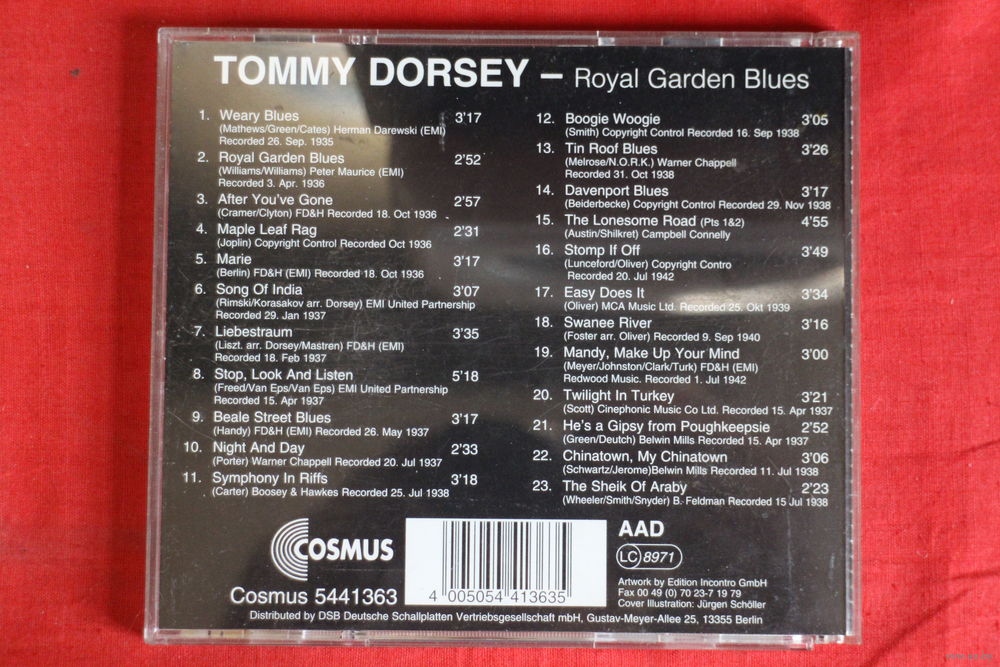 TOMMY DORSEY – Royal Garden Blues
1. Weary Blues 3'17
(Mathews/Green/Cates) Herman Darewski (EMI)
Recorded 26. Sep. 1935
2. Royal Garden Blues 2'52
(Williams/Williams) Peter Maurice (EMI)
Recorded 3. Apr. 1936
3. After You've Gone 2'57
(Cramer/Clyton) FD&H Recorded 18. Oct 1936
4. Maple Leaf Rag 2'31
(Joplin) Copyright Control Recorded Oct 1936
5. Marie 3'17
(Berlin) FD&H (EMI) Recorded 18. Oct 1936
6. Song Of India 3'07
(Rimski/Korasakov arr. Dorsey) EMI United Partnership
Recorded 29. Jan 1937
7. Liebestraum 3'35
(Liszt. arr. Dorsey/Mastren) FD&H (EMI)
Recorded 18. Feb 1937
8. Stop, Look And Listen 5'18
(Freed/Van Eps/Van Eps) EMI United Partnership
Recorded 15. Apr 1937
9. Beale Street Blues 3'17
(Handy) FD&H (EMI) Recorded 26. May 1937
10. Night And Day 2'33
(Porter) Warner Chappell Recorded 20. Jul 1937
11. Symphony In Riffs 3'18
(Carter) Boosey & Hawkes Recorded 25. Jul 1938
12. Boogie Woogie 3'05
(Smith) Copyright Control Recorded 16. Sep 1938
13. Tin Roof Blues 3'26
(Melrose/N.O.R.K.) Warner Chappell
Recorded 31. Oct 1938
14. Davenport Blues 3'17
(Beiderbecke) Copyright Control Recorded 29. Nov 1938
15. The Lonesome Road (Pts 1&2) 4'55
(Austin/Shilkret) Campbell Connelly
16. Stomp If Off 3'49
(Lunceford/Oliver) Copyright Contro
Recorded 20. Jul 1942
17. Easy Does It 3'34
(Oliver) MCA Music Ltd. Recorded 25. Okt 1939
18. Swanee River 3'16
(Foster arr. Oliver) Recorded 9. Sep 1940
19. Mandy, Make Up Your Mind 3'00
(Meyer/Johnston/Clark/Turk) FD&H (EMI)
Redwood Music. Recorded 1. Jul 1942
20. Twilight In Turkey 3'21
(Scott) Cinephonic Music Co Ltd. Recorded 15. Apr 1937
21. He's a Gipsy from Poughkeepsie 2'52
(Green/Deutch) Belwin Mills Recorded 15. Apr 1937
22. Chinatown, My Chinatown 3'06
(Schwartz/Jerome)Belwin Mills Recorded 11. Jul 1938
23. The Sheik Of Araby 2'23
(Wheeler/Smith/Snyder) B. Feldman Recorded 15 Jul 1938
COSMUS
Cosmus 5441363
4 005054 413635
AAD
LC 8971
Artwork by Edition Incontro GmbH
Fax 00 49 (0) 70 23-7 19 79
Cover Illustration: Jürgen Schöller
Distributed by DSB Deutsche Schallplatten Vertriebsgesellschaft mbH, Gustav-Meyer-Allee 25, 13355 Berlin